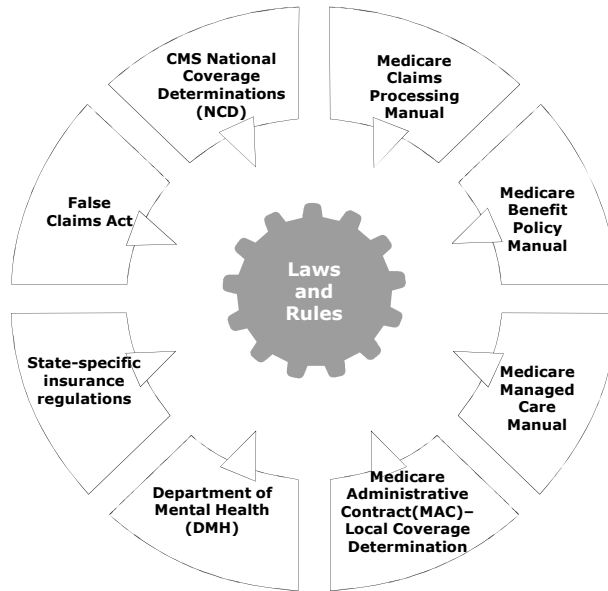 CMS National
Coverage
Determinations
(NCD)
Medicare
Claims
Processing
Manual
Medicare
Benefit
Policy
Manual
Medicare
Managed
Care
Manual
Medicare
Administrative
Contract(MAC)–
Local Coverage
Determination
Department of
Mental Health
(DMH)
State-specific
insurance
regulations
False
Claims Act
Laws
and
Rules